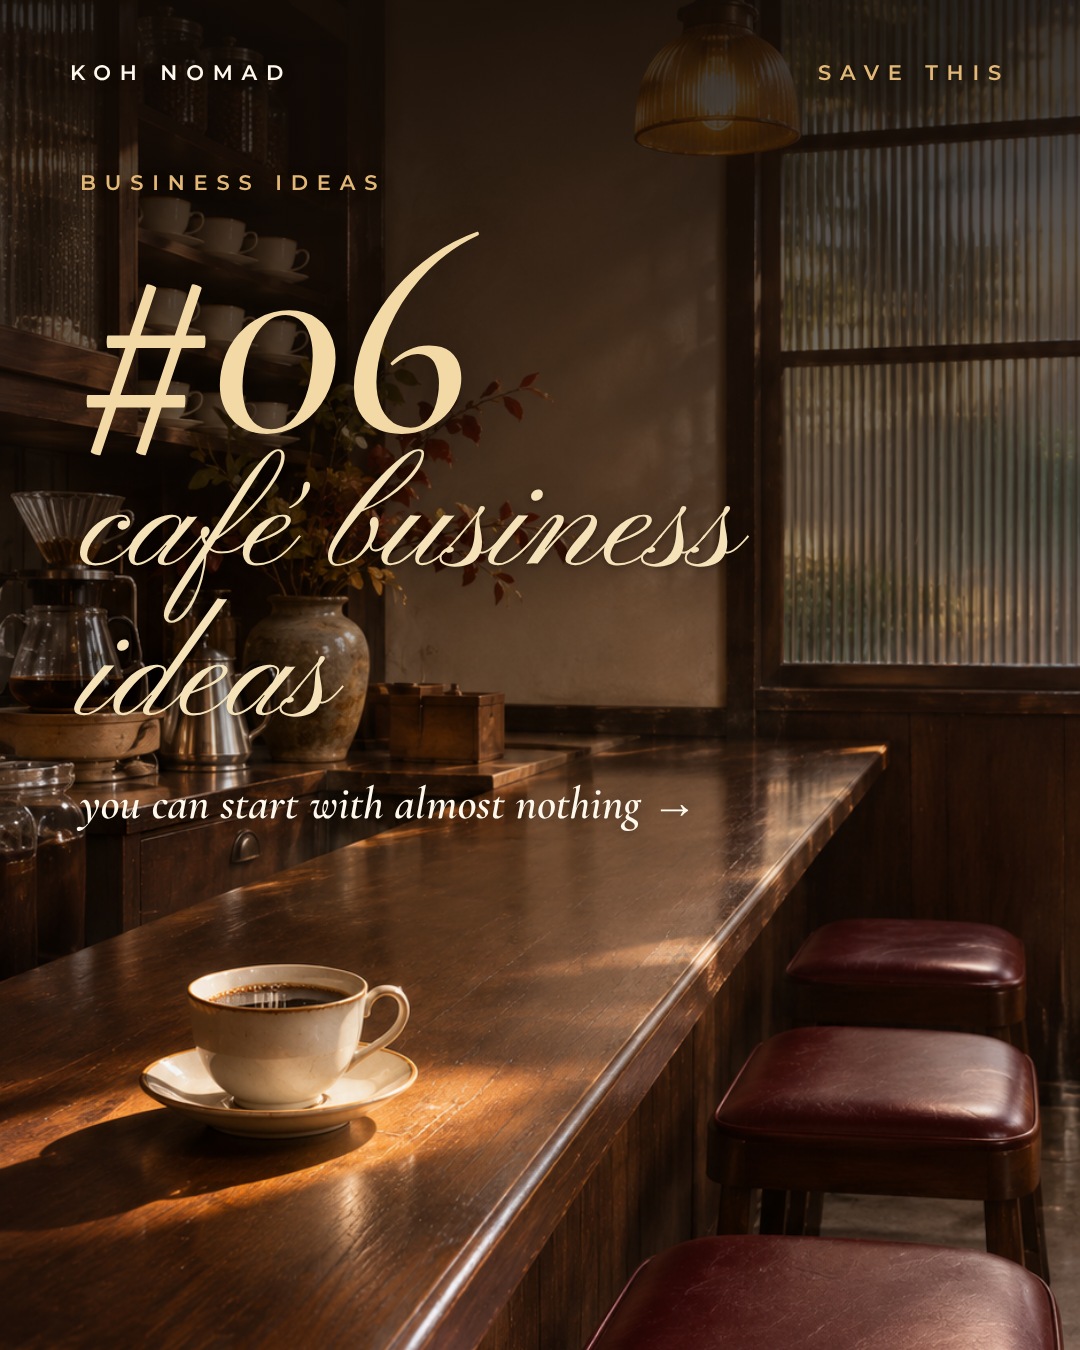 KOH NOMAD
SAVE THIS
BUSINESS IDEAS
#06
café business
ideas
you can start with almost nothing →